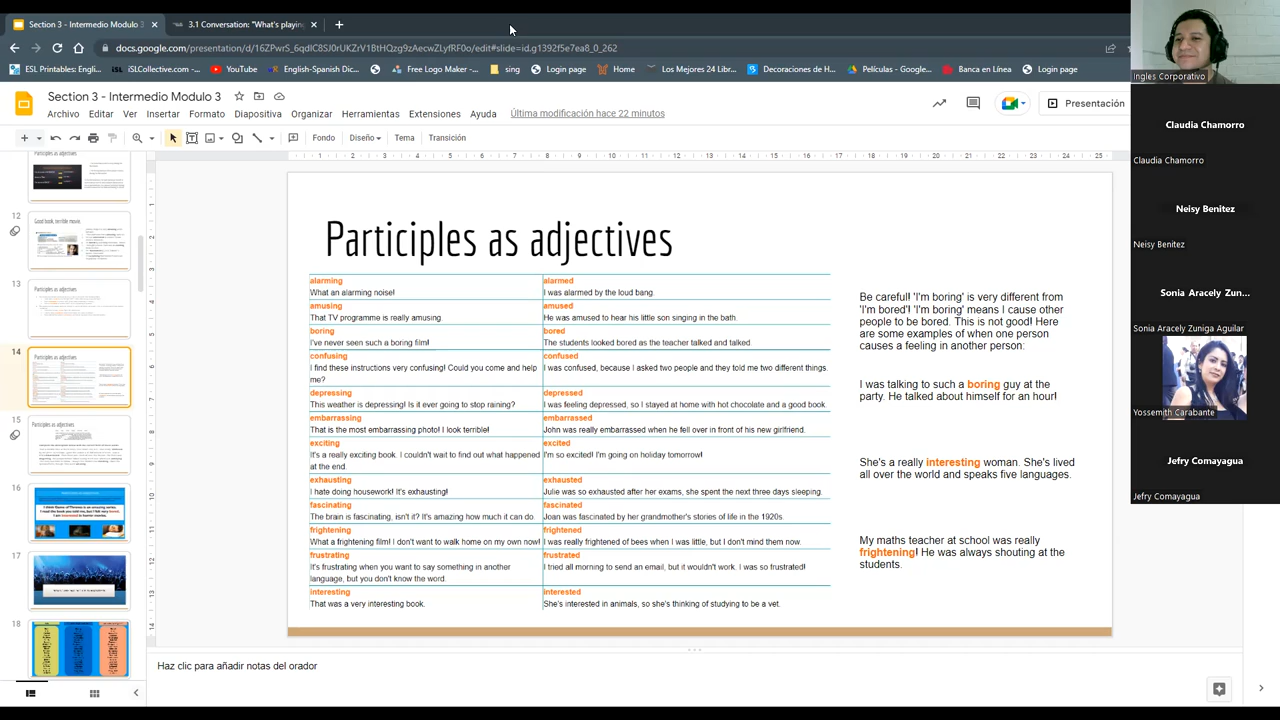 Section 3 - Intermedio Modulo 3
3.1 Conversation: "What's playin
docs.google.com/presentation/d/16ZPwrS_6qdIC8SJ0rUKZrV1BtHQzg9zAecwZLyfRF0o/edit#slide=id.g1392f5e7ea8_0_262
ESL Printables: Engl...
iSLCollective.com -...
YouTube
English-Spanish Dic...
Free Logo Maker -...
sing
Login page
Home
Los Mejores 24 Libr...
Decoraciones de H...
Películas - Google...
Banca en Línea
Login page
Section 3 - Intermedio Modulo 3
Archivo Editar Ver Insertar Formato Diapositiva Organizar Herramientas Extensiones Ayuda Última modificación hace 22 minutos
Presentación
Fondo Diseño Tema Transición
Participles as adjectives
12
Good book, terrible movie.
13
14
Participles as adjectives
15
Participles as adjectives
16
17
18
Participles as adjectives
alarming
What an alarming noise!
alarmed
I was alarmed by the loud bang.
amusing
That TV programme is really amusing.
amused
He was amused to hear his little son singing in the bath.
boring
I've never seen such a boring film!
bored
The students looked bored as the teacher talked and talked.
confusing
I find these instructions very confusing! Could you help
me?
confused
I was confused, because I asked two people and they told me two different things.
depressing
This weather is depressing! Is it ever going to stop raining?
depressed
I was feeling depressed, so I stayed at home with hot chocolate and a good book.
embarrassing
That is the most embarrassing photo! I look terrible!
embarrassed
John was really embarrassed when he fell over in front of his new girlfriend.
exciting
It's a really exciting book. I couldn't wait to find out what happened
at the end.
excited
I'm so excited! I'm going on holiday tomorrow!
exhausting
I hate doing housework! It's exhausting!
exhausted
Julie was so exhausted after her exams, she spent the next three days sleeping.
fascinating
The brain is fascinating, isn't it? It's amazing how much it can do.
fascinated
Joan was fascinated by her grandmother's stories of life in the 1920s.
frightening
What a frightening film! I don't want to walk home on my own now!
frightened
I was really frightened of bees when I was little, but I don't mind them now.
frustrating
It's frustrating when you want to say something in another
language, but you don't know the word.
frustrated
I tried all morning to send an email, but it wouldn't work. I was so frustrated!
interesting
That was a very interesting book.
interested
She's interested in animals, so she's thinking of studying to be a vet.
Be careful! 'I'm boring' is very different from
'I'm bored'! 'I'm boring' means I cause other
people to be bored. This is not good! Here
are some examples of when one person
causes a feeling in another person:
I was talking to such a boring guy at the
party. He talked about himself for an hour!
She's a really interesting woman. She's lived
all over the world and speaks five languages.
My maths teacher at school was really
frightening! He was always shouting at the
students.
Haz clic para añadir notas del orador
Ingles Corporativo
Claudia Chamorro
Claudia Chamorro
Neisy Benitez
Neisy Benitez
Sonia Aracely Zun...
Sonia Aracely Zuniga Aguilar
Yossemith Carabante
Jefry Comayagua
Jefry Comayagua